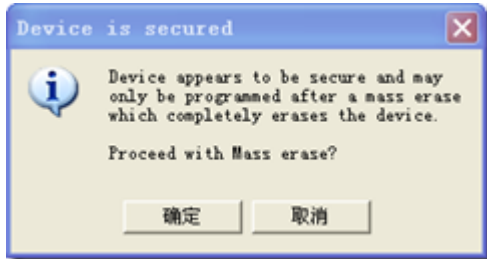 Device is secured
Device appears to be secure and may
only be programmed after a mass erase
which completely erases the device.
Proceed with Mass erase?
确定
取消